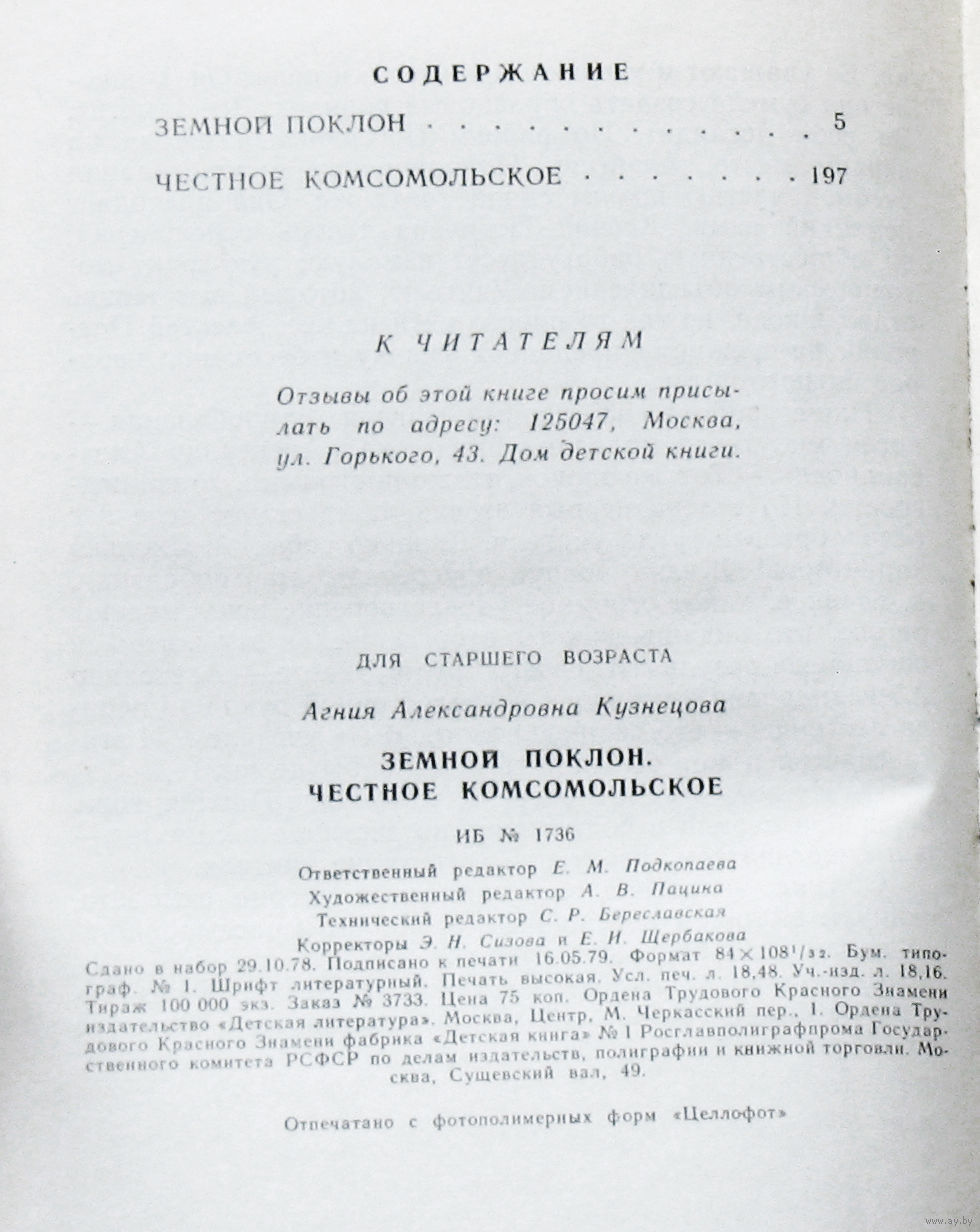 СОДЕРЖАНИЕ
ЗЕМНОЙ ПОКЛОН . . . . . . . . . . . . . . 5
ЧЕСТНОЕ КОМСОМОЛЬСКОЕ . . . . . . . . 197
К ЧИТАТЕЛЯМ
Отзывы об этой книге просим присы-
лать по адресу: 125047, Москва,
ул. Горького, 43. Дом детской книги.
ДЛЯ СТАРШЕГО ВОЗРАСТА
Агния Александровна Кузнецова
ЗЕМНОЙ ПОКЛОН.
ЧЕСТНОЕ КОМСОМОЛЬСКОЕ
ИБ № 1736
Ответственный редактор Е. М. Подкопаева
Художественный редактор А. В. Пацина
Технический редактор С. Р. Береславская
Корректоры Э. Н. Сизова и Е. И. Щербакова
Сдано в набор 29.10.78. Подписано к печати 16.05.79. Формат 84×108¹/₃₂. Бум. типо-
граф. № 1. Шрифт литературный. Печать высокая. Усл. печ. л. 18,48. Уч.-изд. л. 18,16.
Тираж 100 000 экз. Заказ № 3733. Цена 75 коп. Ордена Трудового Красного Знамени
издательство «Детская литература». Москва, Центр, М. Черкасский пер., 1. Ордена Тру-
дового Красного Знамени фабрика «Детская книга» № 1 Росглавполиграфпрома Государ-
ственного комитета РСФСР по делам издательств, полиграфии и книжной торговли. Мо-
сква, Сущевский вал, 49.
Отпечатано с фотополимерных форм «Целлофот»
www.ay.by